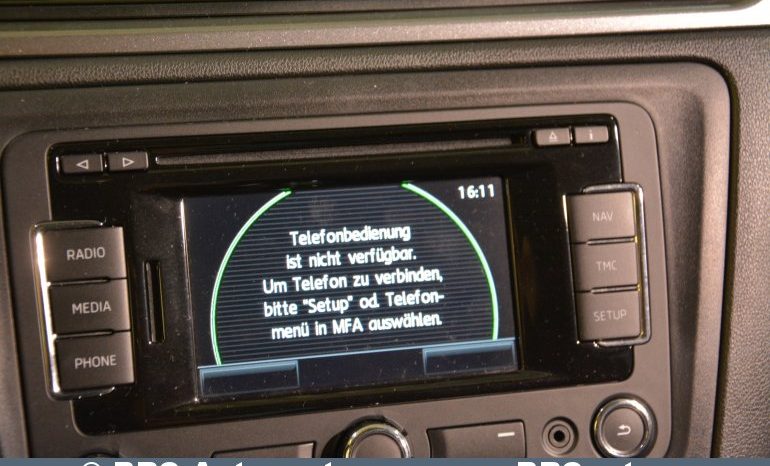 16:11
Telefonbedienung
ist nicht verfügbar.
Um Telefon zu verbinden,
bitte "Setup" od. Telefon-
menü in MFA auswählen.
RADIO
MEDIA
PHONE
NAV
TMC
SETUP
i